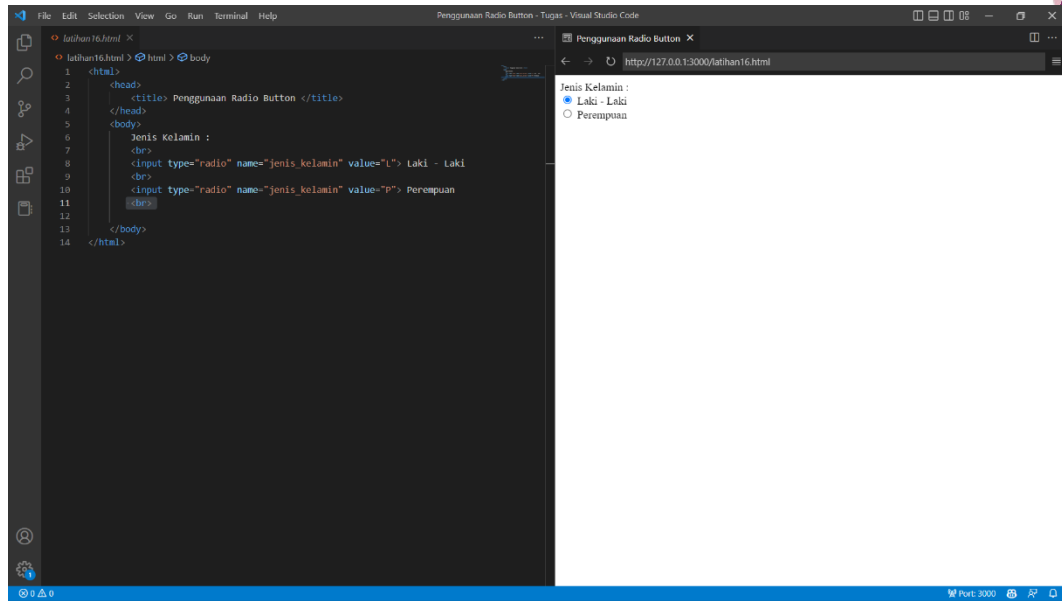 File Edit Selection View Go Run Terminal Help
Penggunaan Radio Button - Tugas - Visual Studio Code
latihan16.html
latihan16.html > html > body
1 <html>
2 <head>
3 <title> Penggunaan Radio Button </title>
4 </head>
5 <body>
6 Jenis Kelamin :
7 <br>
8 <input type="radio" name="jenis_kelamin" value="L"> Laki - Laki
9 <br>
10 <input type="radio" name="jenis_kelamin" value="P"> Perempuan
11 <br>
12
13 </body>
14 </html>
Penggunaan Radio Button
http://127.0.0.1:3000/latihan16.html
Jenis Kelamin :
Laki - Laki
Perempuan
1
0 0
Port: 3000